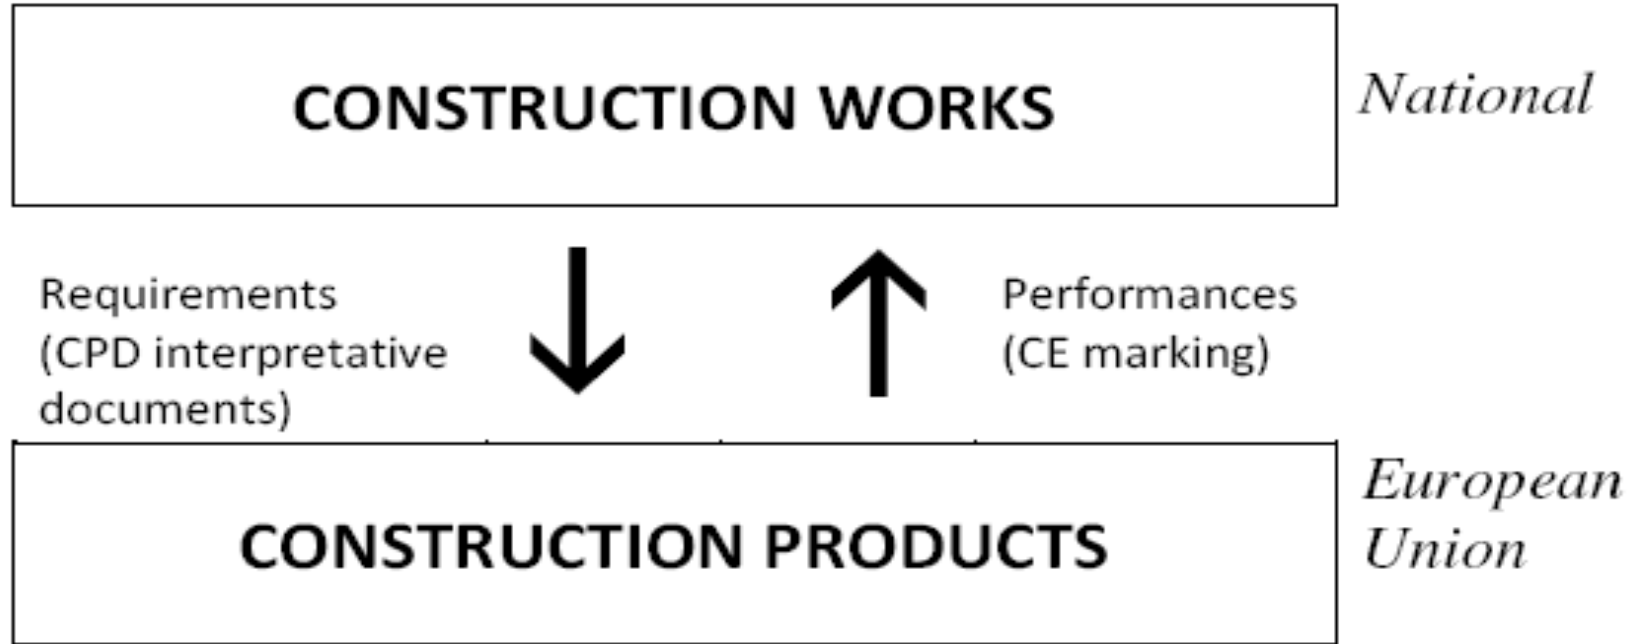 CONSTRUCTION WORKS
National
Requirements
(CPD interpretative
documents)
Performances
(CE marking)
CONSTRUCTION PRODUCTS
European
Union